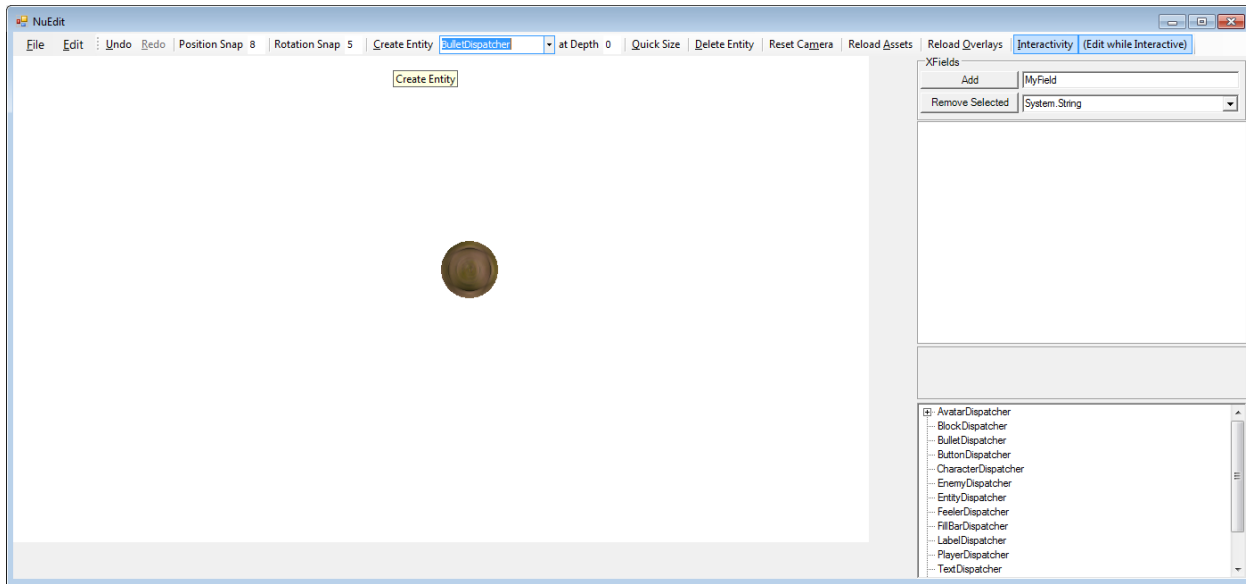 NuEdit
File Edit Undo Redo Position Snap 8 Rotation Snap 5 Create Entity BulletDispatcher at Depth 0 Quick Size Delete Entity Reset Camera Reload Assets Reload Overlays Interactivity (Edit while Interactive)
Create Entity
XFields
Add MyField
Remove Selected System.String
AvatarDispatcher
BlockDispatcher
BulletDispatcher
ButtonDispatcher
CharacterDispatcher
EnemyDispatcher
EntityDispatcher
FeelerDispatcher
FillBarDispatcher
LabelDispatcher
PlayerDispatcher
TextDispatcher